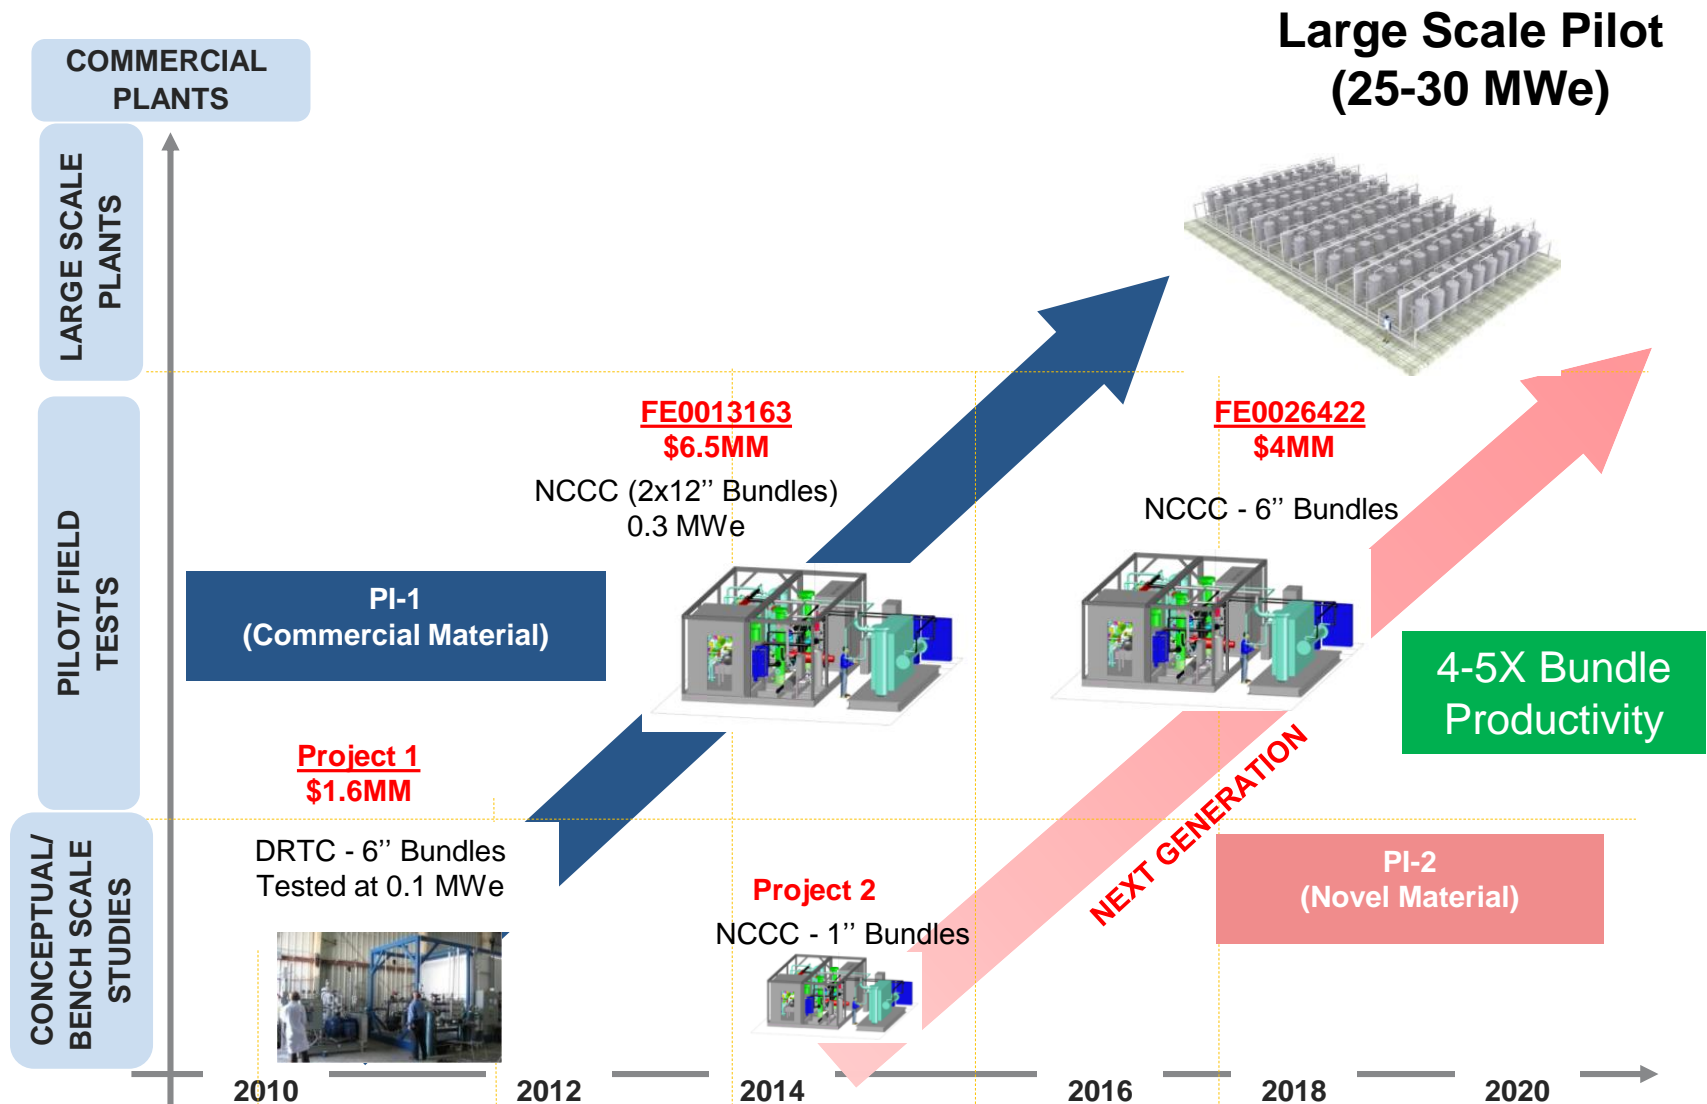 Large Scale Pilot
(25-30 MWe)
COMMERCIAL
PLANTS
LARGE SCALE
PLANTS
PILOT/ FIELD
TESTS
CONCEPTUAL/
BENCH SCALE
STUDIES
FE0013163
$6.5MM
NCCC (2x12’’ Bundles)
0.3 MWe
FE0026422
$4MM
NCCC - 6’’ Bundles
PI-1
(Commercial Material)
4-5X Bundle
Productivity
Project 1
$1.6MM
DRTC - 6’’ Bundles
Tested at 0.1 MWe
Project 2
NCCC - 1’’ Bundles
NEXT GENERATION
PI-2
(Novel Material)
2010
2012
2014
2016
2018
2020